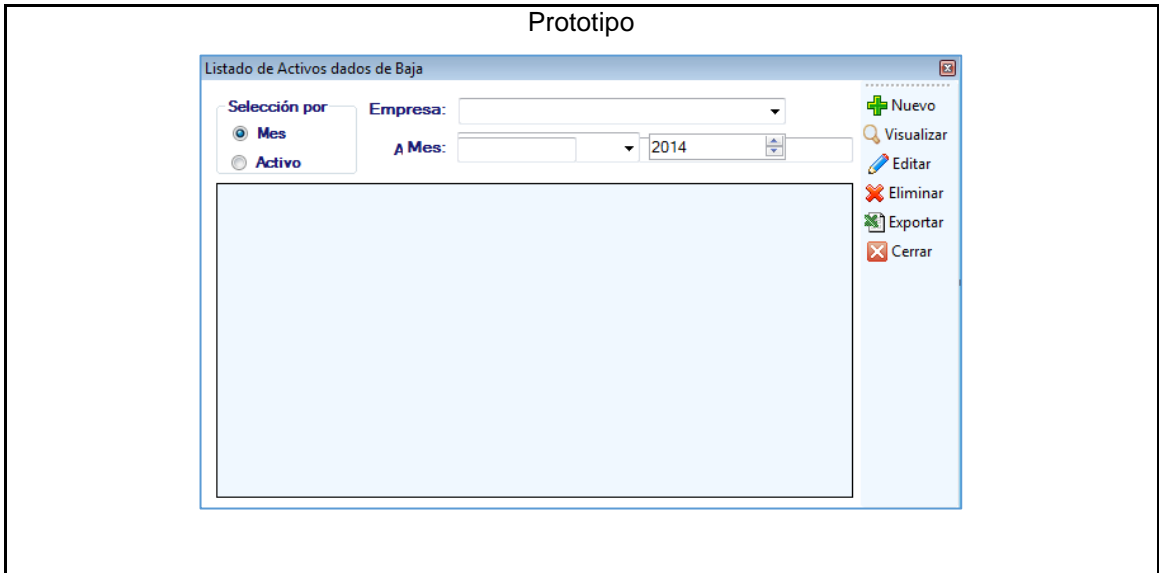 Prototipo
Listado de Activos dados de Baja
Selección por
Mes
Activo
Empresa:
A Mes:
2014
Nuevo
Visualizar
Editar
Eliminar
Exportar
Cerrar